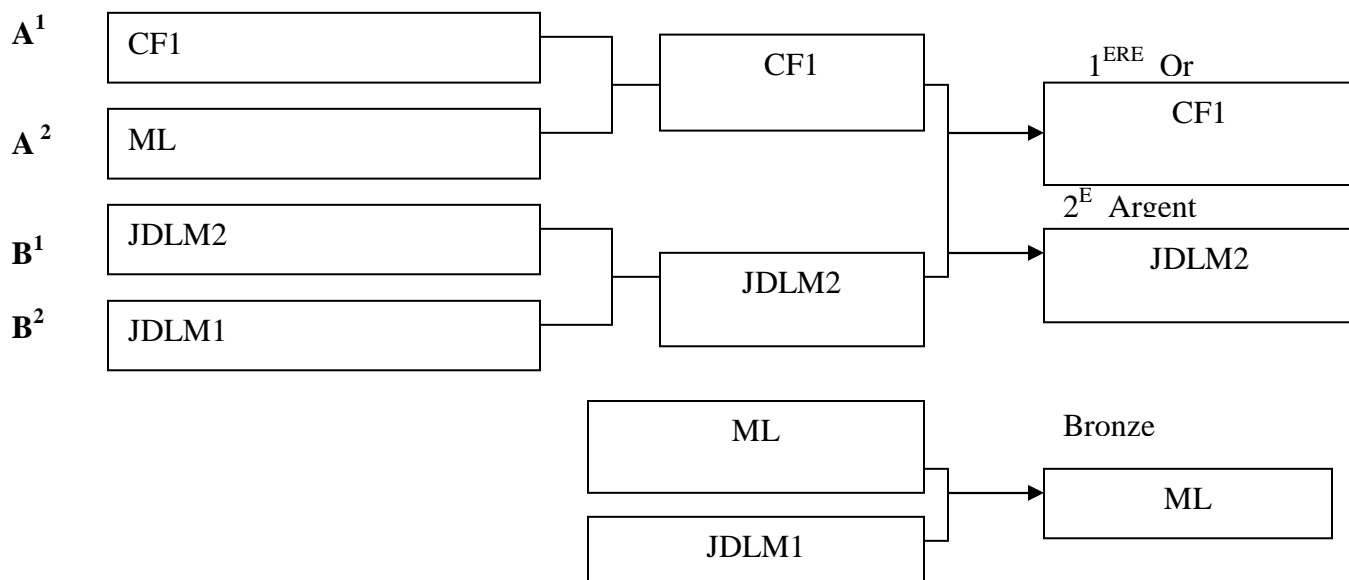 A1 CF1
CF1
1ERE Or
CF1
A2 ML
2E Argent
B1 JDLM2
JDLM2
JDLM2
B2 JDLM1
ML
Bronze
ML
JDLM1